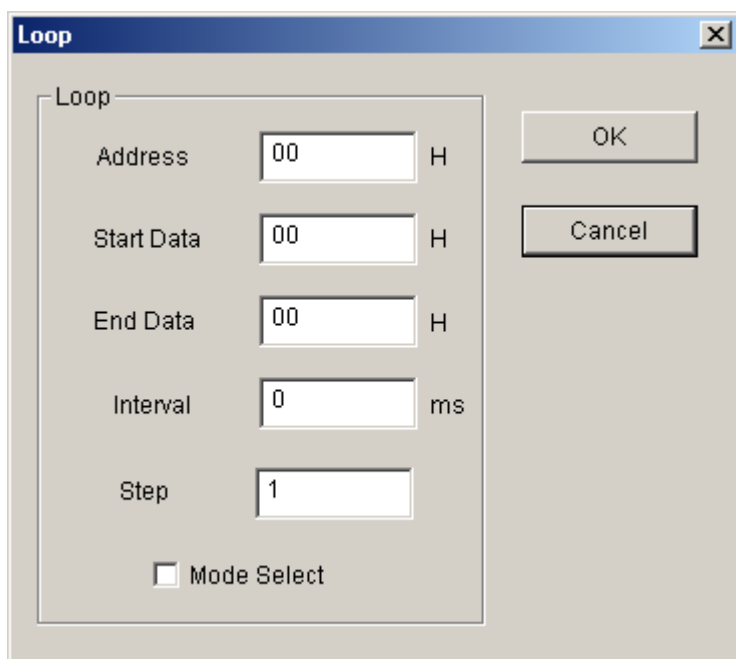 Loop
Loop
Address 00 H
OK
Start Data 00 H
Cancel
End Data 00 H
Interval 0 ms
Step 1
Mode Select